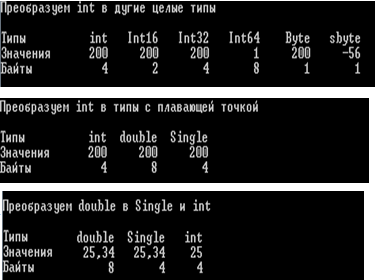 Преобразуем int в дугие целые типы
Типы int Int16 Int32 Int64 Byte sbyte
Значения 200 200 200 1 200 -56
Байты 4 2 4 8 1 1
Преобразуем int в типы с плавающей точкой
Типы int double Single
Значения 200 200 200
Байты 4 8 4
Преобразуем double в Single и int
Типы double Single int
Значения 25,34 25,34 25
Байты 8 4 4